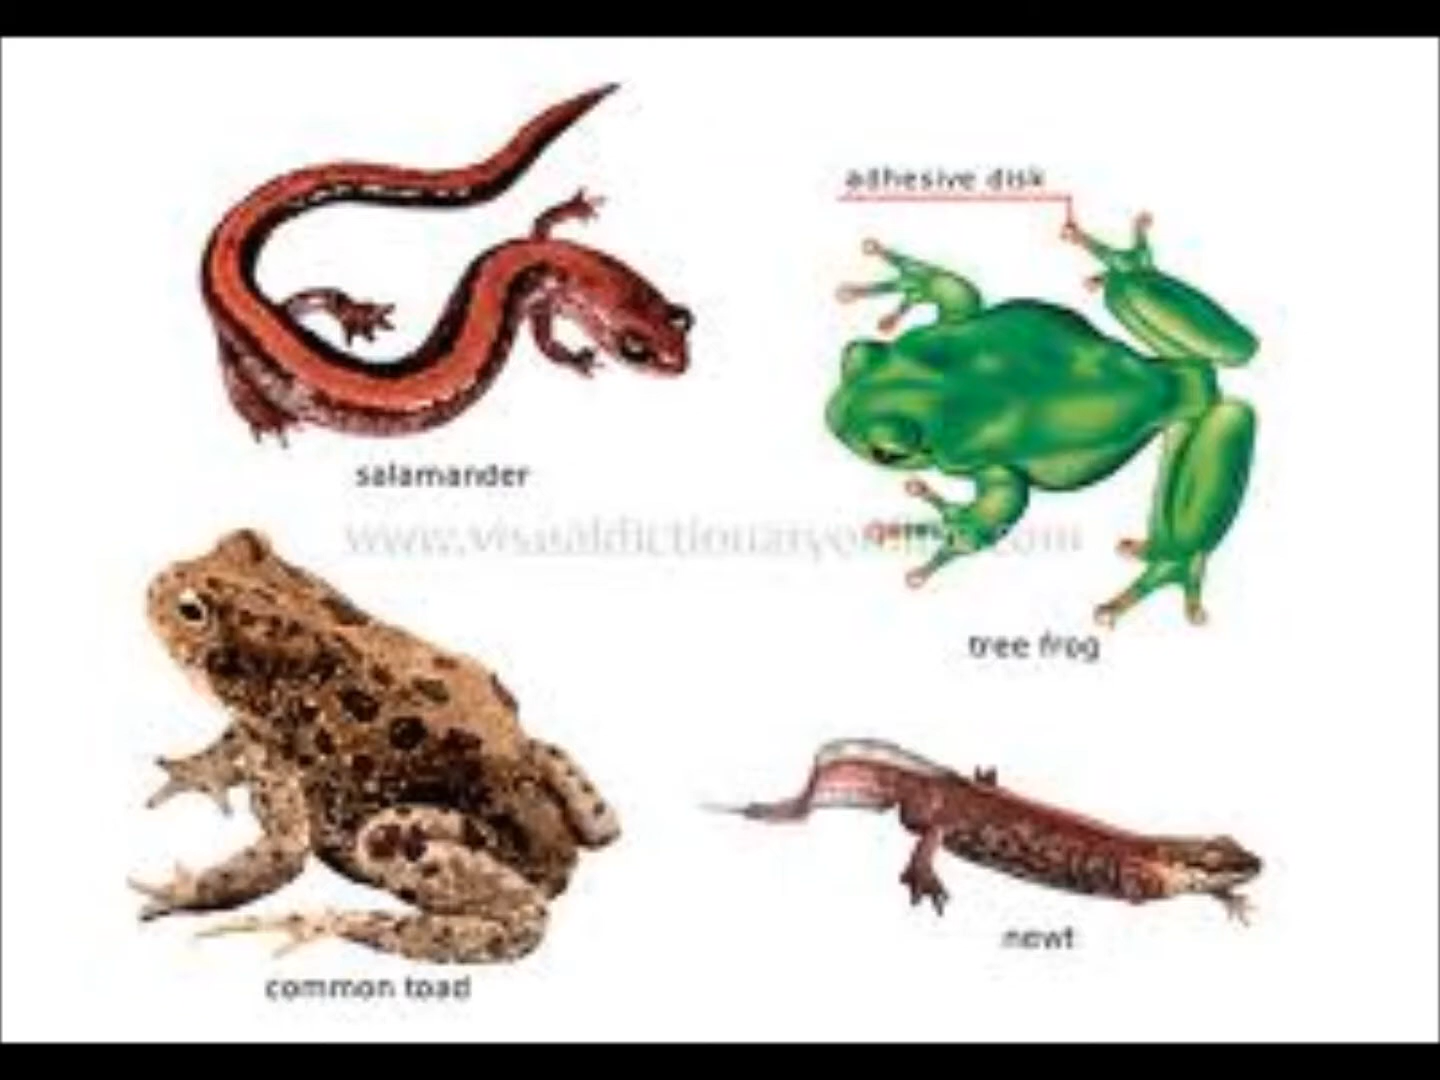 adhesive disk
salamander
tree frog
common toad
newt